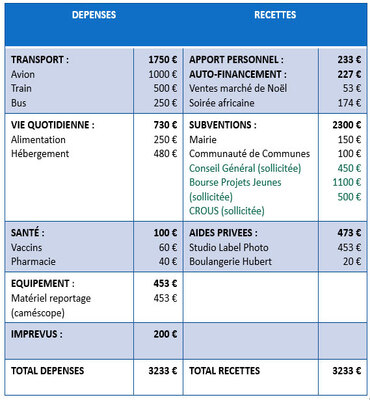 DEPENSES RECETTES
TRANSPORT : 1750 € APPORT PERSONNEL : 233 €
Avion 1000 € AUTO-FINANCEMENT : 227 €
Train 500 € Ventes marché de Noël 53 €
Bus 250 € Soirée africaine 174 €
VIE QUOTIDIENNE : 730 € SUBVENTIONS : 2300 €
Alimentation 250 € Mairie 150 €
Hébergement 480 € Communauté de Communes 100 €
Conseil Général (sollicitée) 450 €
Bourse Projets Jeunes 1100 €
(sollicitée) 500 €
CROUS (sollicitée)
SANTÉ : 100 € AIDES PRIVEES : 473 €
Vaccins 60 € Studio Label Photo 453 €
Pharmacie 40 € Boulangerie Hubert 20 €
EQUIPEMENT : 453 €
Matériel reportage 453 €
(caméscope)
IMPREVUS : 200 €
TOTAL DEPENSES 3233 € TOTAL RECETTES 3233 €